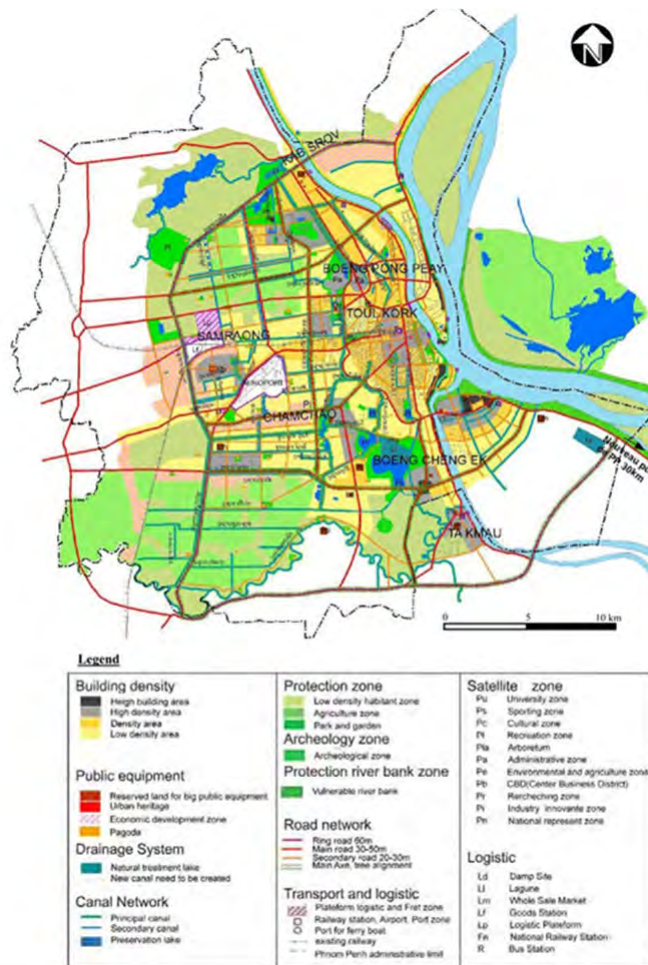 N
KAB SROV
BOENG PONG PEAY
TOUL KORK
SAMRAONG
CHAMCHAO
BOENG CHENG EK
TA KMAU
Nouveau po
30km
0 5 10 km
Legend
Building density
Heigh building area
High density area
Density area
Low density area
Public equipment
Reserved land for big public equipment
Urban heritage
Economic development zone
Pagoda
Drainage System
Natural treatment lake
New canal need to be created
Canal Network
Principal canal
Secondary canal
Preservation lake
Protection zone
Low density habitant zone
Agriculture zone
Park and garden
Archeology zone
Archeological zone
Protection river bank zone
Vulnerable river bank
Road network
Ring road 60m
Main road 30-50m
Secondary road 20-30m
Main Axe, tree alignment
Transport and logistic
Plateform logistic and Fret zone
Railway station, Airport, Port zone
Port for ferry boat
existing railway
Phnom Penh administrative limit
Satellite zone
Pu University zone
Ps Sporting zone
Pc Cultural zone
Pl Recreation zone
Pla Arboretum
Pa Administrative zone
Pe Environmental and agriculture zone
Pb CBD(Center Business District)
Pr Rercheching zone
Pi Industry innovante zone
Pn National represent zone
Logistic
Ld Damp Site
Ll Lagune
Lm Whole Sale Market
Lf Goods Station
Lp Logistic Plateform
Fn National Railway Station
R Bus Station